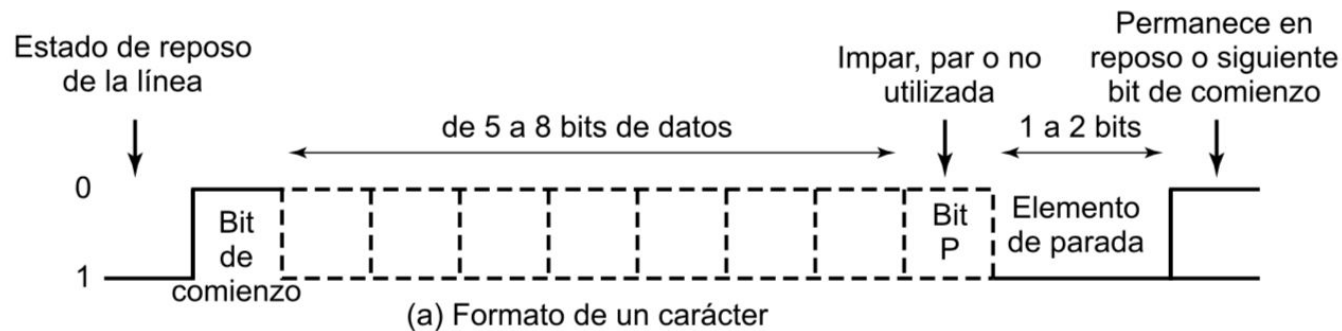 Estado de reposo
de la línea
Impar, par o no
utilizada
Permanece en
reposo o siguiente
bit de comienzo
de 5 a 8 bits de datos
1 a 2 bits
0
1
Bit
de
comienzo
Bit
P
Elemento
de parada
(a) Formato de un carácter